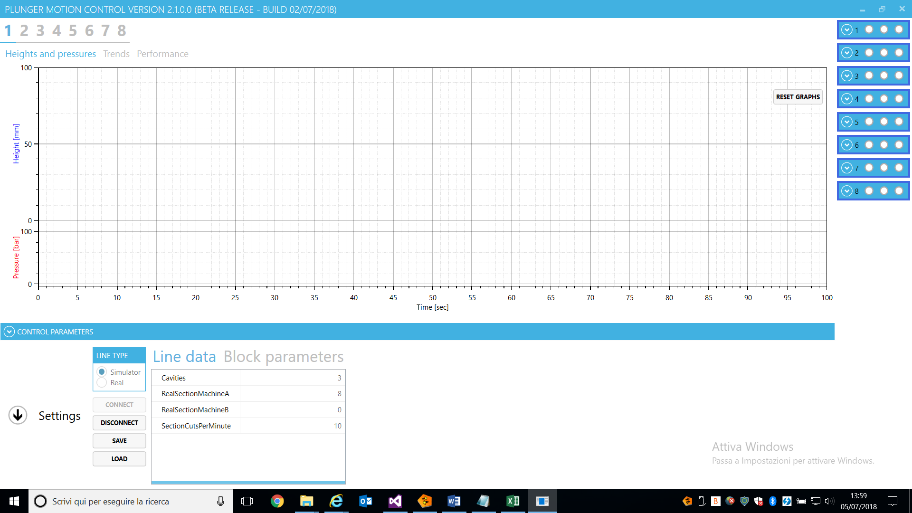 PLUNGER MOTION CONTROL VERSION 2.1.0.0 (BETA RELEASE - BUILD 02/07/2018)
1 2 3 4 5 6 7 8
Heights and pressures Trends Performance
100
50
0
Height [mm]
RESET GRAPHS
100
0
Pressure [bar]
0 5 10 15 20 25 30 35 40 45 50 55 60 65 70 75 80 85 90 95 100
Time [sec]
1
2
3
4
5
6
7
8
CONTROL PARAMETERS
Settings
LINE TYPE
Simulator
Real
CONNECT
DISCONNECT
SAVE
LOAD
Line data Block parameters
Cavities 3
RealSectionMachineA 8
RealSectionMachineB 0
SectionCutsPerMinute 10
Attiva Windows
Passa a Impostazioni per attivare Windows.
Scrivi qui per eseguire la ricerca
13:59
05/07/2018